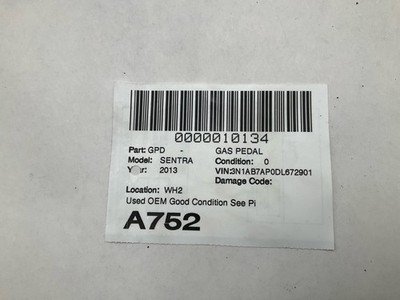 0000010134
Part: GPD - GAS PEDAL
Model: SENTRA Condition: 0
Year: 2013 VIN:3N1AB7AP0DL672901
Damage Code:
Location: WH2
Used OEM Good Condition See Pi
A752